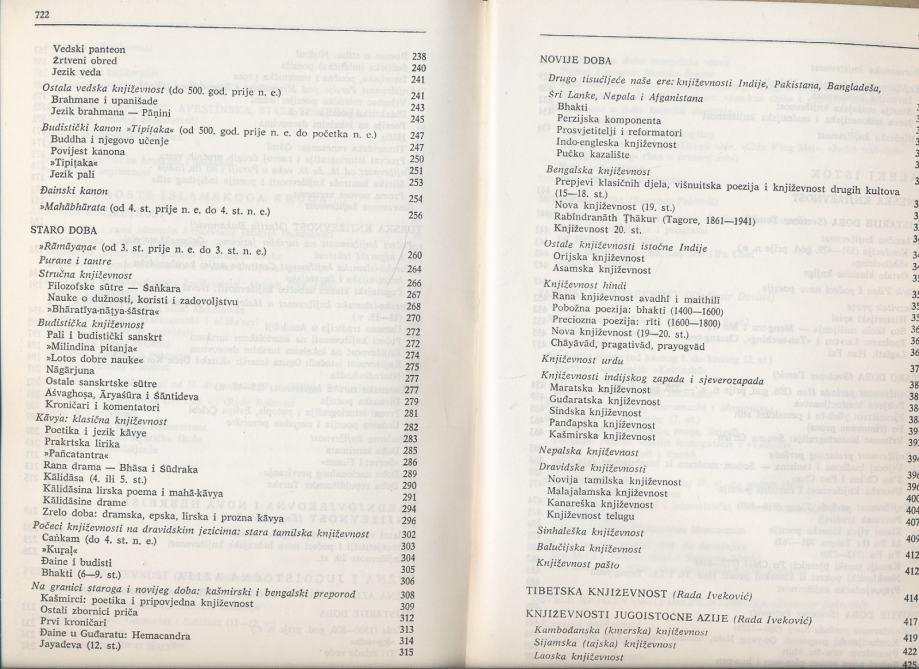 722
Vedski panteon 238
Žrtveni obred 240
Jezik veda 241
Ostala vedska književnost (do 500. god. prije n. e.) 241
Brahmane i upanišade 243
Jezik brahmana — Pāṇini 245
Budistički kanon »Tipiṭaka« (od 500. god. prije n. e. do početka n. e.) 247
Buddha i njegovo učenje 247
Povijest kanona 250
»Tipiṭaka« 251
Jezik pali 253
Đainski kanon 254
»Mahābhārata (od 4. st. prije n. e. do 4. st. n. e.) 256
STARO DOBA
»Rāmāyaṇa« (od 3. st. prije n. e. do 3. st. n. e.) 260
Purane i tantre 264
Stručna književnost 266
Filozofske sūtre — Śaṅkara 267
Nauke o dužnosti, koristi i zadovoljstvu 268
»Bhāratīya-nāṭya-śāstra« 270
Budistička književnost 272
Pali i budistički sanskrt 272
»Milindina pitanja« 274
»Lotos dobre nauke« 275
Nāgārjuna 277
Ostale sanskrtske sūtre 277
Aśvaghoṣa, Āryaśūra i Śāntideva 279
Kroničari i komentatori 281
Kāvya: klasična književnost 282
Poetika i jezik kāvye 283
Prakrtska lirika 285
»Pañcatantra« 286
Rana drama — Bhāsa i Śūdraka 289
Kālidāsa (4. ili 5. st.) 290
Kālidāsina lirska poema i mahā-kāvya 291
Kālidāsine drame 294
Zrelo doba: dramska, epska, lirska i prozna kāvya 296
Počeci književnosti na dravidskim jezicima: stara tamilska književnost 302
Caṅkam (do 4. st. n. e.) 303
»Kuṟaḷ« 304
Đaine i budisti 305
Bhakti (6—9. st.) 306
Na granici staroga i novijeg doba: kašmirski i bengalski preporod 308
Kašmirci: poetika i pripovjedna književnost 309
Ostali zbornici priča 312
Prvi kroničari 313
Đaine u Guđaratu: Hemacandra 314
Jayadeva (12. st.) 315
NOVIJE DOBA
Drugo tisućljeće naše ere: književnosti Indije, Pakistana, Bangladeša,
Šri Lanke, Nepala i Afganistana
Bhakti
Perzijska komponenta
Prosvjetitelji i reformatori
Indo-engleska književnost
Pučko kazalište
Bengalska književnost
Prepjevi klasičnih djela, višnuitska poezija i književnost drugih kultova
(15—18. st.)
Nova književnost (19. st.)
Rabīndranāth Ṭhākur (Tagore, 1861—1941)
Književnost 20. st.
Ostale književnosti istočne Indije
Orijska književnost
Asamska književnost
Književnost hindi
Rana književnost avadhī i maithilī
Pobožna poezija: bhakti (1400—1600)
Preciozna poezija: rīti (1600—1800)
Nova književnost (19—20. st.)
Chāyāvād, pragativād, prayogvād
Književnost urdu
Književnosti indijskog zapada i sjeverozapada
Maratska književnost
Guđaratska književnost
Sindska književnost
Panđapska književnost
Kašmirska književnost
Nepalska književnost
Dravidske književnosti
Novija tamilska književnost
Malajalamska književnost
Kanareška književnost
Književnost telugu
Sinhaleška književnost 409
Balučijska književnost 412
Književnost pašto 412
TIBETSKA KNJIŽEVNOST (Rada Iveković) 414
KNJIŽEVNOSTI JUGOISTOČNE AZIJE (Rada Iveković) 417
Kambođanska (kmerska) književnost 419
Sijamska (tajska) književnost 422
Laoska književnost